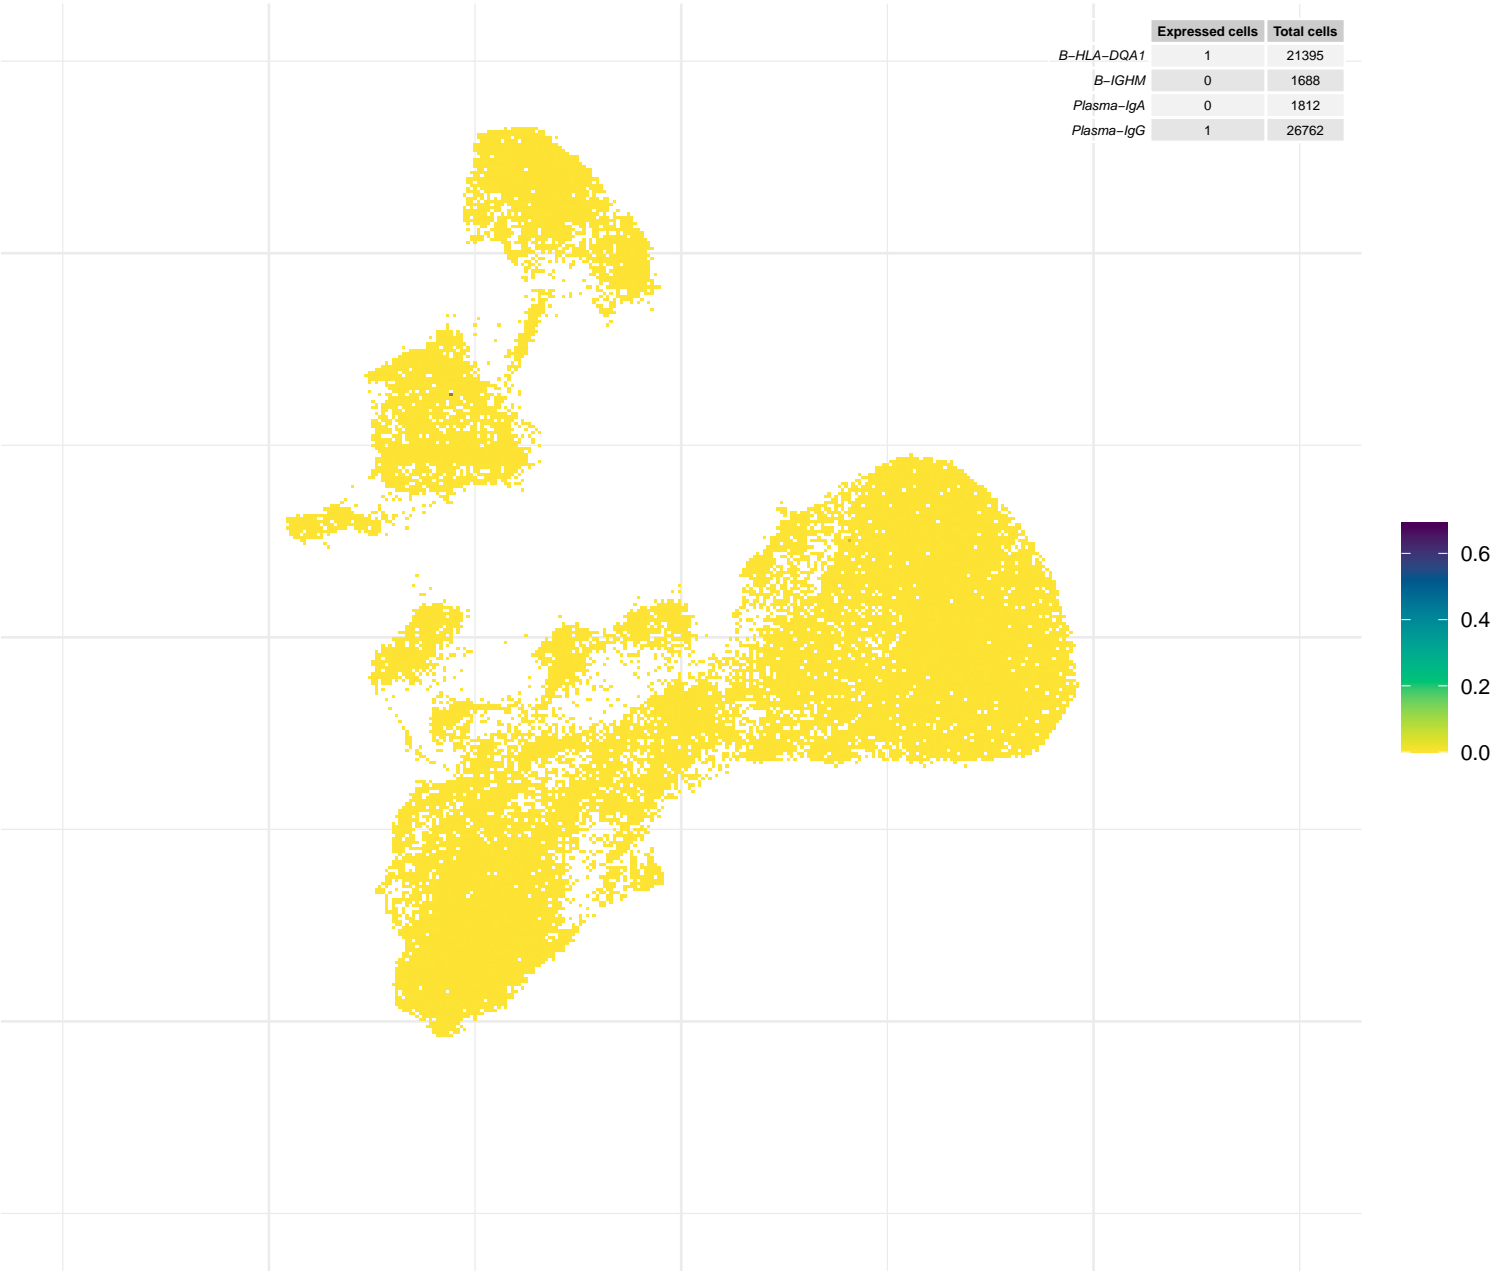 Expressed cells Total cells
B−HLA−DQA1 1 21395
B−IGHM 0 1688
Plasma−IgA 0 1812
Plasma−IgG 1 26762
0.6
0.4
0.2
0.0